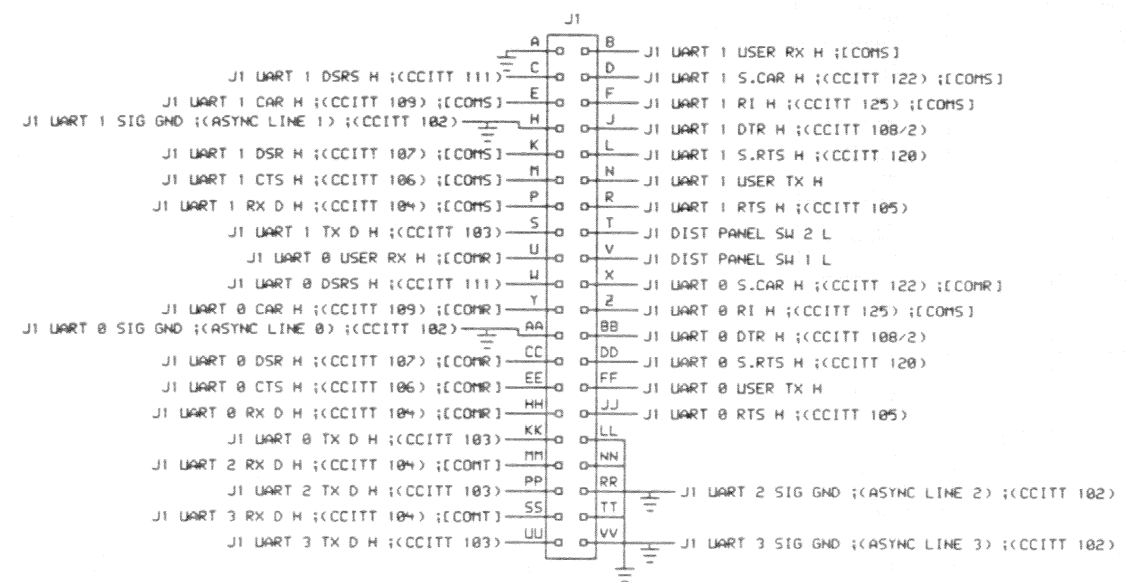 J1
A B J1 UART 1 USER RX H ;[COMS]
J1 UART 1 DSRS H ;(CCITT 111) C D J1 UART 1 S.CAR H ;(CCITT 122) ;[COMS]
J1 UART 1 CAR H ;(CCITT 109) ;[COMS] E F J1 UART 1 RI H ;(CCITT 125) ;[COMS]
J1 UART 1 SIG GND ;(ASYNC LINE 1) ;(CCITT 102) H J J1 UART 1 DTR H ;(CCITT 108/2)
J1 UART 1 DSR H ;(CCITT 107) ;[COMS] K L J1 UART 1 S.RTS H ;(CCITT 120)
J1 UART 1 CTS H ;(CCITT 106) ;[COMS] M N J1 UART 1 USER TX H
J1 UART 1 RX D H ;(CCITT 104) ;[COMS] P R J1 UART 1 RTS H ;(CCITT 105)
J1 UART 1 TX D H ;(CCITT 103) S T J1 DIST PANEL SW 2 L
J1 UART 0 USER RX H ;[COMR] U V J1 DIST PANEL SW 1 L
J1 UART 0 DSRS H ;(CCITT 111) W X J1 UART 0 S.CAR H ;(CCITT 122) ;[COMR]
J1 UART 0 CAR H ;(CCITT 109) ;[COMR] Y Z J1 UART 0 RI H ;(CCITT 125) ;[COMS]
J1 UART 0 SIG GND ;(ASYNC LINE 0) ;(CCITT 102) AA BB J1 UART 0 DTR H ;(CCITT 108/2)
J1 UART 0 DSR H ;(CCITT 107) ;[COMR] CC DD J1 UART 0 S.RTS H ;(CCITT 120)
J1 UART 0 CTS H ;(CCITT 106) ;[COMR] EE FF J1 UART 0 USER TX H
J1 UART 0 RX D H ;(CCITT 104) ;[COMR] HH JJ J1 UART 0 RTS H ;(CCITT 105)
J1 UART 0 TX D H ;(CCITT 103) KK LL
J1 UART 2 RX D H ;(CCITT 104) ;[COMT] MM NN
J1 UART 2 TX D H ;(CCITT 103) PP RR J1 UART 2 SIG GND ;(ASYNC LINE 2) ;(CCITT 102)
J1 UART 3 RX D H ;(CCITT 104) ;[COMT] SS TT
J1 UART 3 TX D H ;(CCITT 103) UU VV J1 UART 3 SIG GND ;(ASYNC LINE 3) ;(CCITT 102)